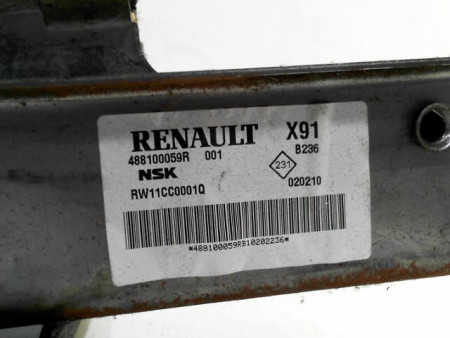 RENAULT X91
488100059R 001 B236
NSK 231
RW11CC0001Q 020210
*488100059RB10202236*